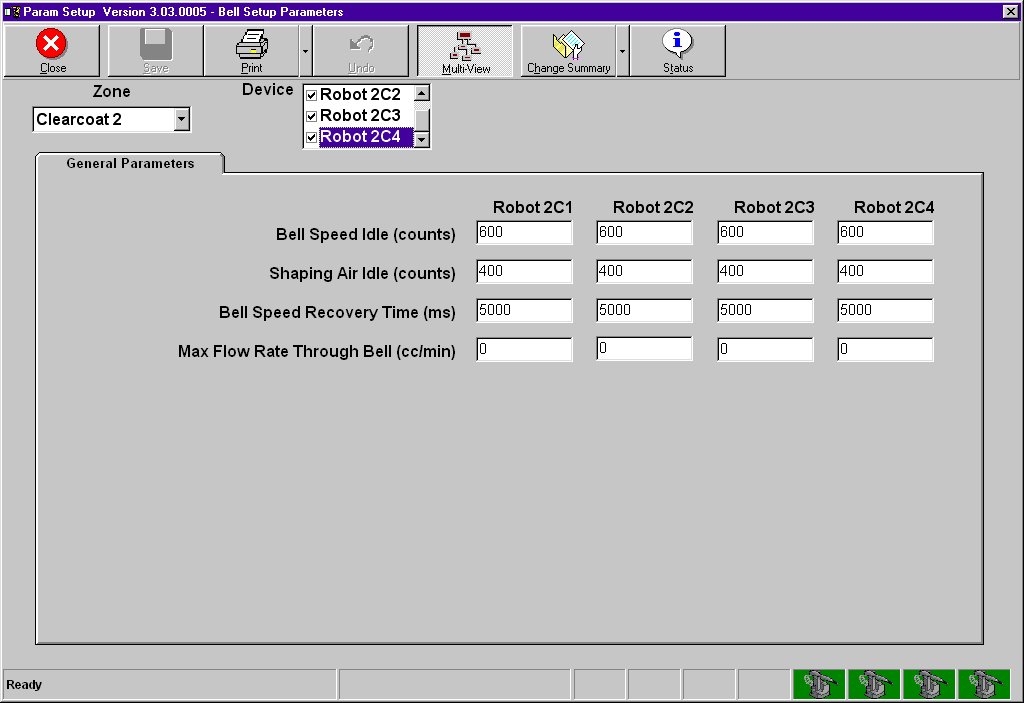 Param Setup Version 3.03.0005 - Bell Setup Parameters
Close Save Print Undo Multi-View Change Summary Status
Zone Device
Clearcoat 2
Robot 2C2
Robot 2C3
Robot 2C4
General Parameters
Robot 2C1 Robot 2C2 Robot 2C3 Robot 2C4
Bell Speed Idle (counts) 600 600 600 600
Shaping Air Idle (counts) 400 400 400 400
Bell Speed Recovery Time (ms) 5000 5000 5000 5000
Max Flow Rate Through Bell (cc/min) 0 0 0 0
Ready